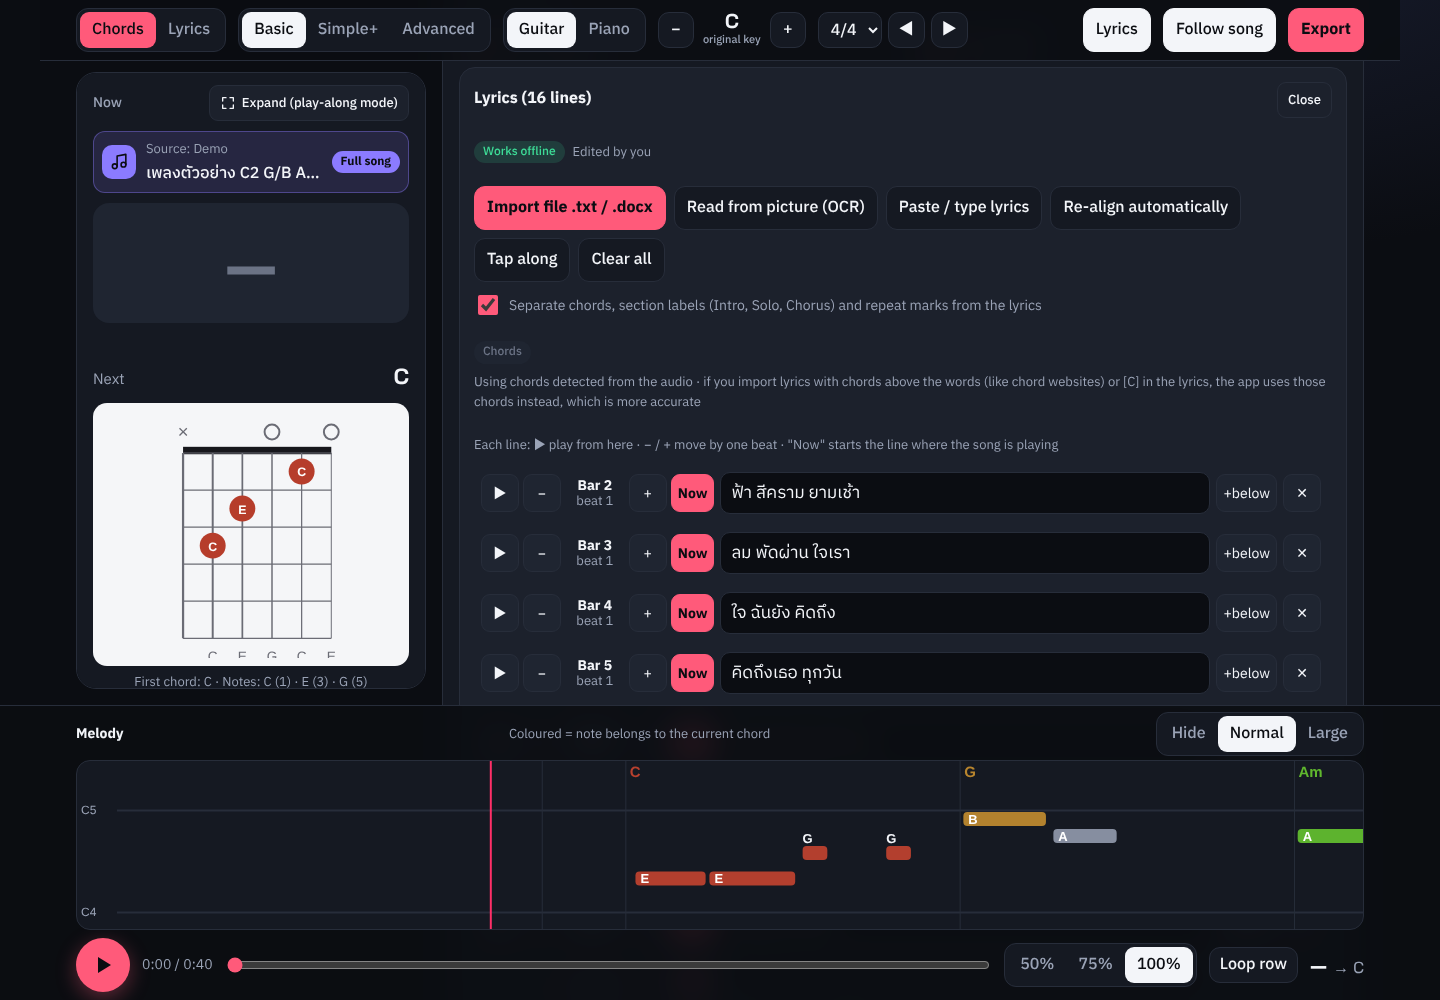 Chords Lyrics Basic Simple+ Advanced Guitar Piano − C + 4/4 ◀ ▶ Lyrics Follow song Export
original key
Now Expand (play-along mode)
Source: Demo
เพลงตัวอย่าง C2 G/B A... Full song
Next C
×
C
E
C
C E G C E
First chord: C · Notes: C (1) · E (3) · G (5)
Lyrics (16 lines) Close
Works offline Edited by you
Import file .txt / .docx Read from picture (OCR) Paste / type lyrics Re-align automatically
Tap along Clear all
Separate chords, section labels (Intro, Solo, Chorus) and repeat marks from the lyrics
Chords
Using chords detected from the audio · if you import lyrics with chords above the words (like chord websites) or [C] in the lyrics, the app uses those
chords instead, which is more accurate
Each line: ▶ play from here · − / + move by one beat · "Now" starts the line where the song is playing
▶ − Bar 2 beat 1 + Now ฟ้า สีคราม ยามเช้า +below ×
▶ − Bar 3 beat 1 + Now ลม พัดผ่าน ใจเรา +below ×
▶ − Bar 4 beat 1 + Now ใจ ฉันยัง คิดถึง +below ×
▶ − Bar 5 beat 1 + Now คิดถึงเธอ ทุกวัน +below ×
Melody Coloured = note belongs to the current chord Hide Normal Large
C G Am
C5
B
G G A A
E E
C4
0:00 / 0:40 50% 75% 100% Loop row — → C